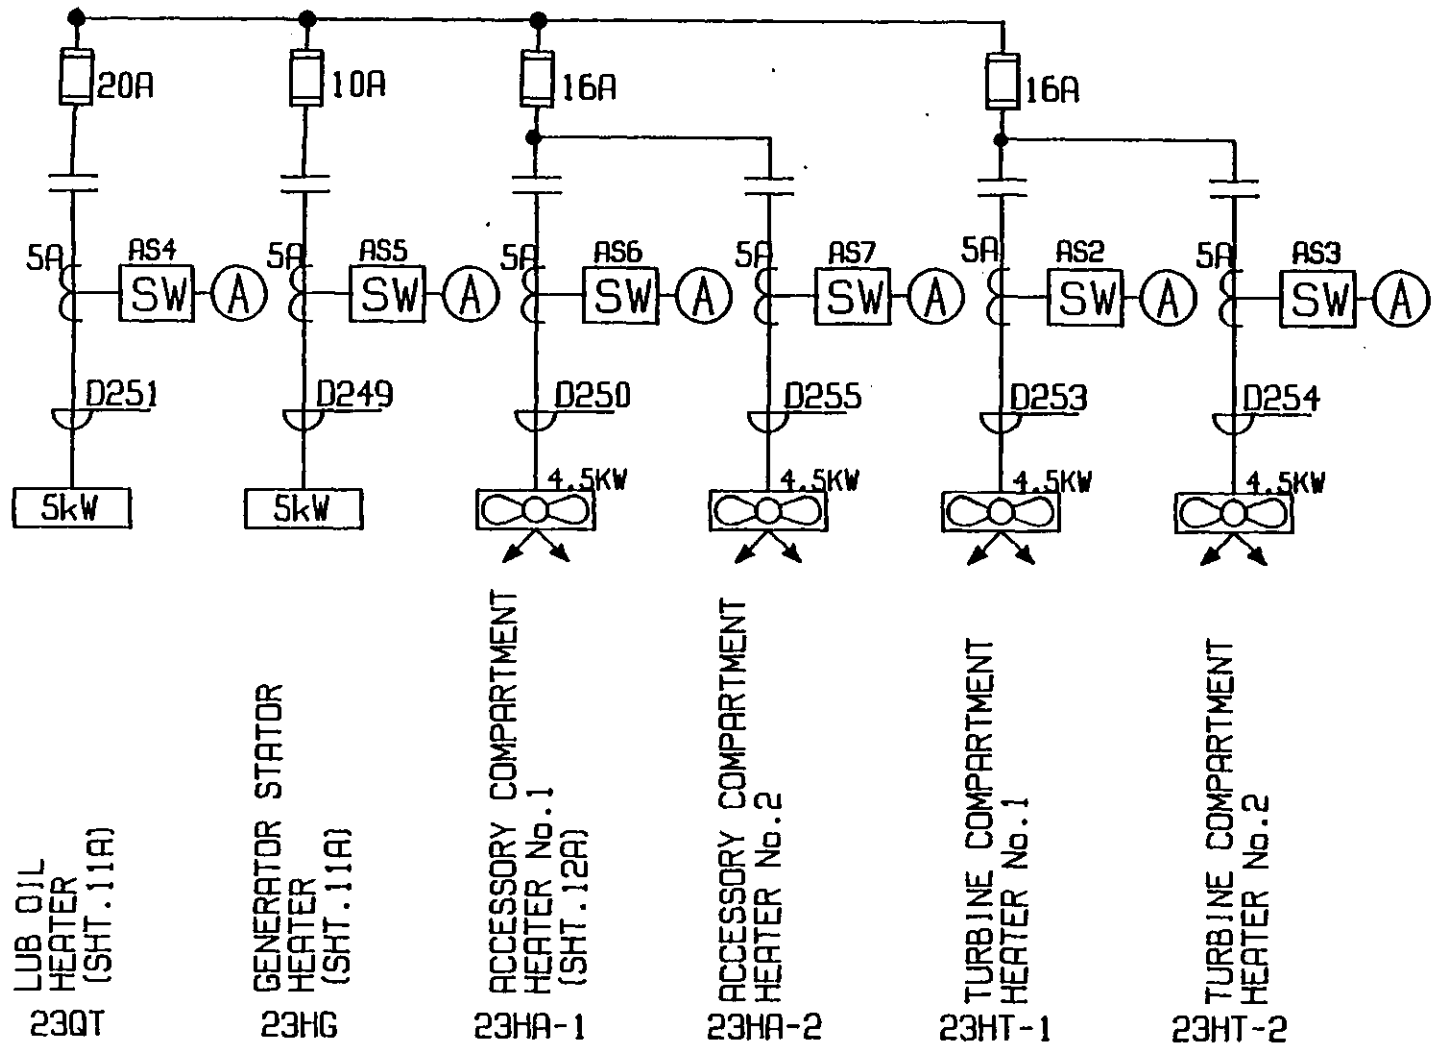 20A
10A
16A
16A
5A
AS4
SW
A
5A
AS5
SW
A
5A
AS6
SW
A
5A
AS7
SW
A
5A
AS2
SW
A
5A
AS3
SW
A
D251
D249
D250
D255
D253
D254
5kW
5kW
4.5KW
4.5KW
4.5KW
4.5KW
LUB OIL
HEATER
(SHT.11A)
23QT
GENERATOR STATOR
HEATER
(SHT.11A)
23HG
ACCESSORY COMPARTMENT
HEATER No.1
(SHT.12A)
23HA-1
ACCESSORY COMPARTMENT
HEATER No.2
23HA-2
TURBINE COMPARTMENT
HEATER No.1
23HT-1
TURBINE COMPARTMENT
HEATER No.2
23HT-2